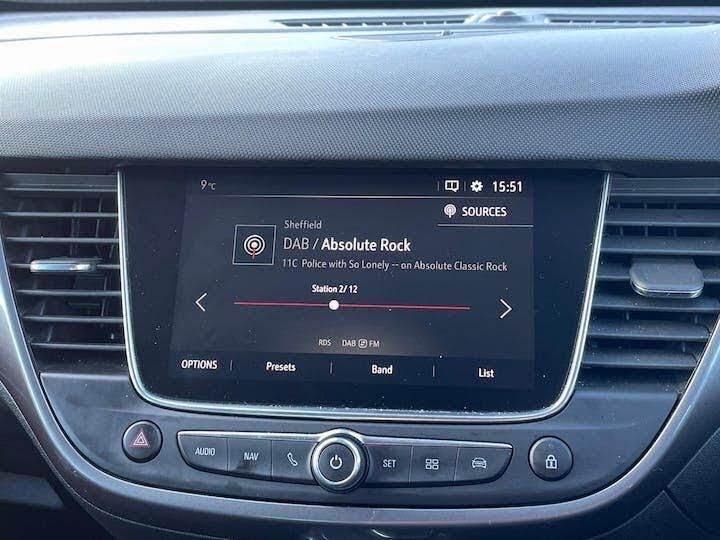 9°C
15:51
SOURCES
Sheffield
DAB / Absolute Rock
11C Police with So Lonely -- on Absolute Classic Rock
Station 2/12
RDS DAB FM
OPTIONS Presets Band List
AUDIO NAV SET